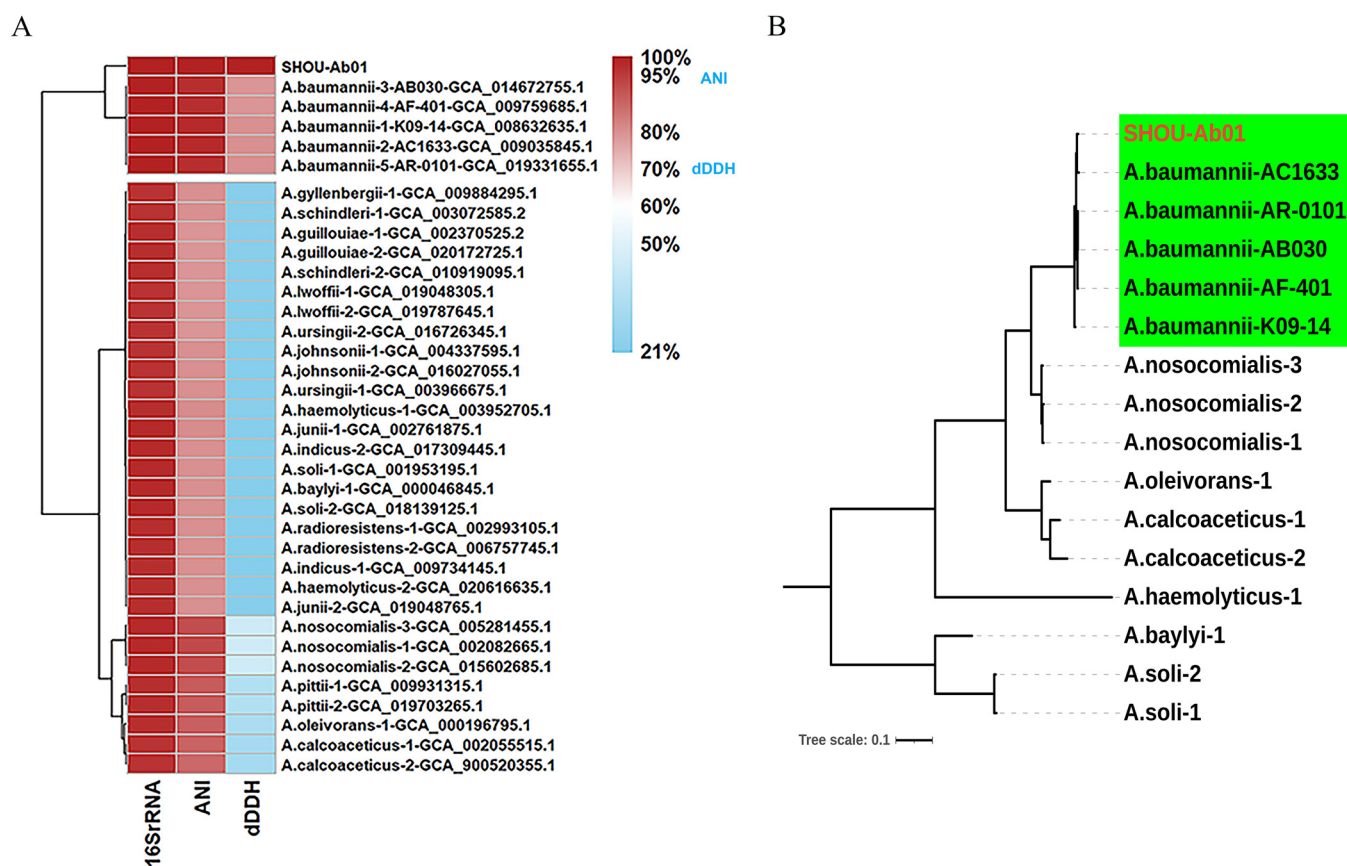 A
SHOU-Ab01
A.baumannii-3-AB030-GCA_014672755.1
A.baumannii-4-AF-401-GCA_009759685.1
A.baumannii-1-K09-14-GCA_008632635.1
A.baumannii-2-AC1633-GCA_009035845.1
A.baumannii-5-AR-0101-GCA_019331655.1
A.gyllenbergii-1-GCA_009884295.1
A.schindleri-1-GCA_003072585.2
A.guillouiae-1-GCA_002370525.2
A.guillouiae-2-GCA_020172725.1
A.schindleri-2-GCA_010919095.1
A.lwoffii-1-GCA_019048305.1
A.lwoffii-2-GCA_019787645.1
A.ursingii-2-GCA_016726345.1
A.johnsonii-1-GCA_004337595.1
A.johnsonii-2-GCA_016027055.1
A.ursingii-1-GCA_003966675.1
A.haemolyticus-1-GCA_003952705.1
A.junii-1-GCA_002761875.1
A.indicus-2-GCA_017309445.1
A.soli-1-GCA_001953195.1
A.baylyi-1-GCA_000046845.1
A.soli-2-GCA_018139125.1
A.radioresistens-1-GCA_002993105.1
A.radioresistens-2-GCA_006757745.1
A.indicus-1-GCA_009734145.1
A.haemolyticus-2-GCA_020616635.1
A.junii-2-GCA_019048765.1
A.nosocomialis-3-GCA_005281455.1
A.nosocomialis-1-GCA_002082665.1
A.nosocomialis-2-GCA_015602685.1
A.pittii-1-GCA_009931315.1
A.pittii-2-GCA_019703265.1
A.oleivorans-1-GCA_000196795.1
A.calcoaceticus-1-GCA_002055515.1
A.calcoaceticus-2-GCA_900520355.1
16SrRNA
ANI
dDDH
100%
95%
ANI
80%
70%
dDDH
60%
50%
21%
B
SHOU-Ab01
A.baumannii-AC1633
A.baumannii-AR-0101
A.baumannii-AB030
A.baumannii-AF-401
A.baumannii-K09-14
A.nosocomialis-3
A.nosocomialis-2
A.nosocomialis-1
A.oleivorans-1
A.calcoaceticus-1
A.calcoaceticus-2
A.haemolyticus-1
A.baylyi-1
A.soli-2
A.soli-1
Tree scale: 0.1